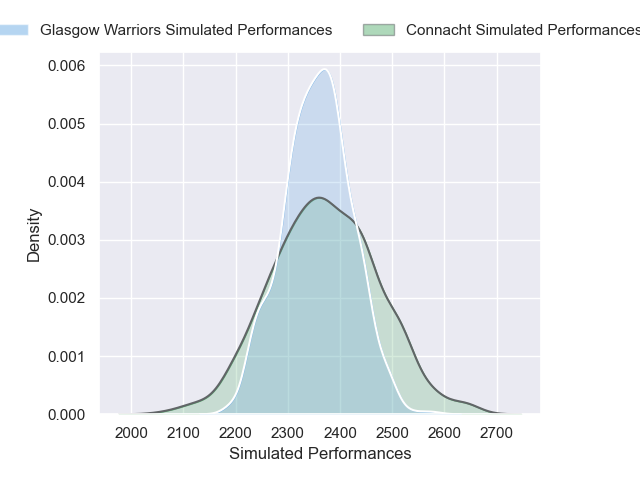 Glasgow Warriors Simulated Performances
Connacht Simulated Performances
0.006
0.005
0.004
0.003
0.002
0.001
0.000
Density
2000 2100 2200 2300 2400 2500 2600 2700
Simulated Performances